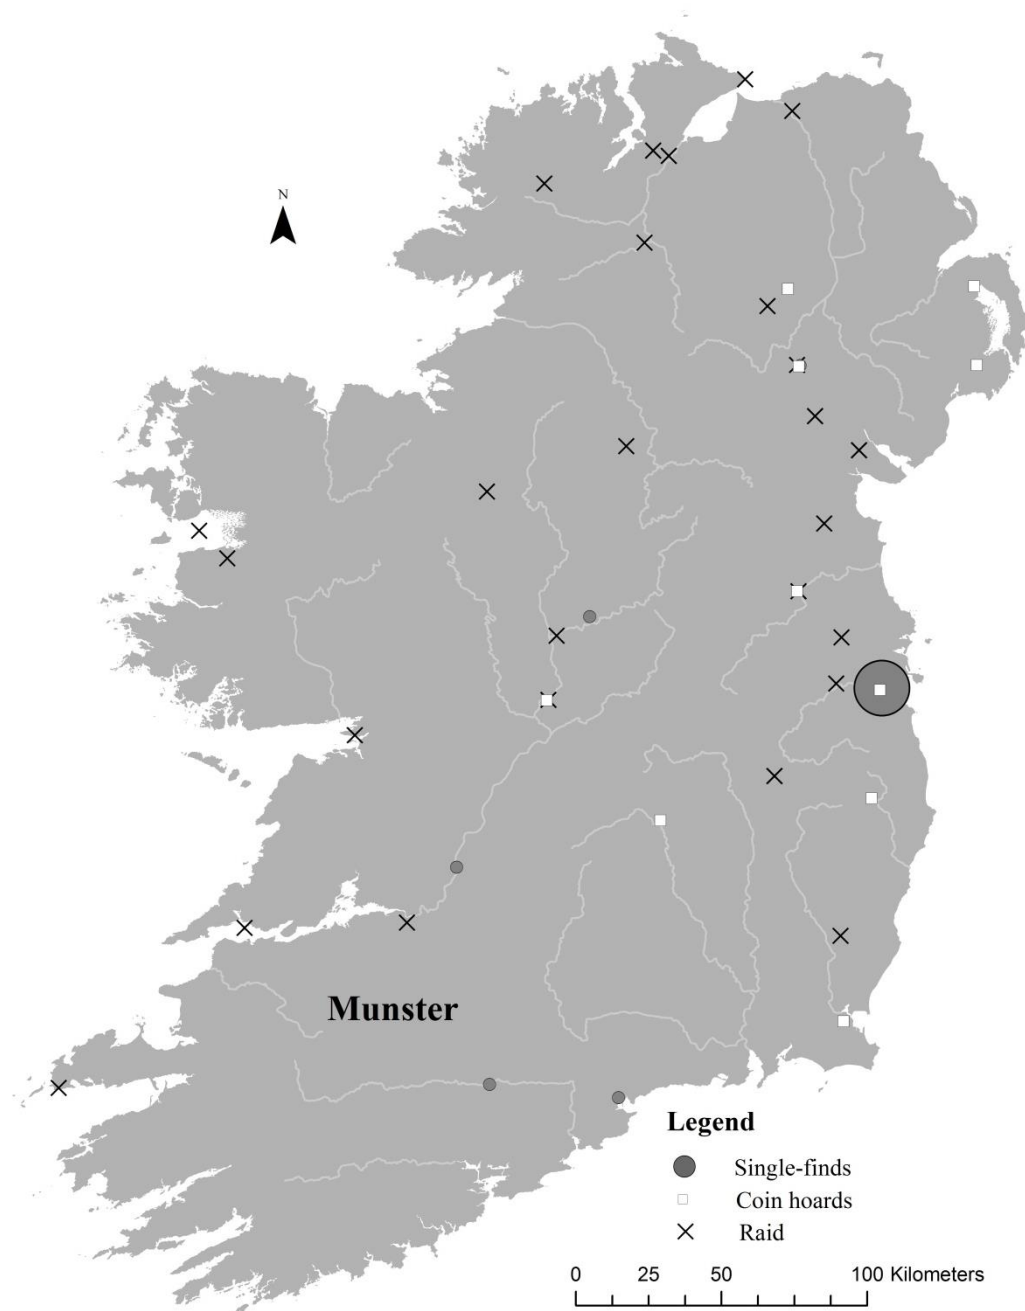 N
Munster
Legend
Single-finds
Coin hoards
Raid
0 25 50 100 Kilometers